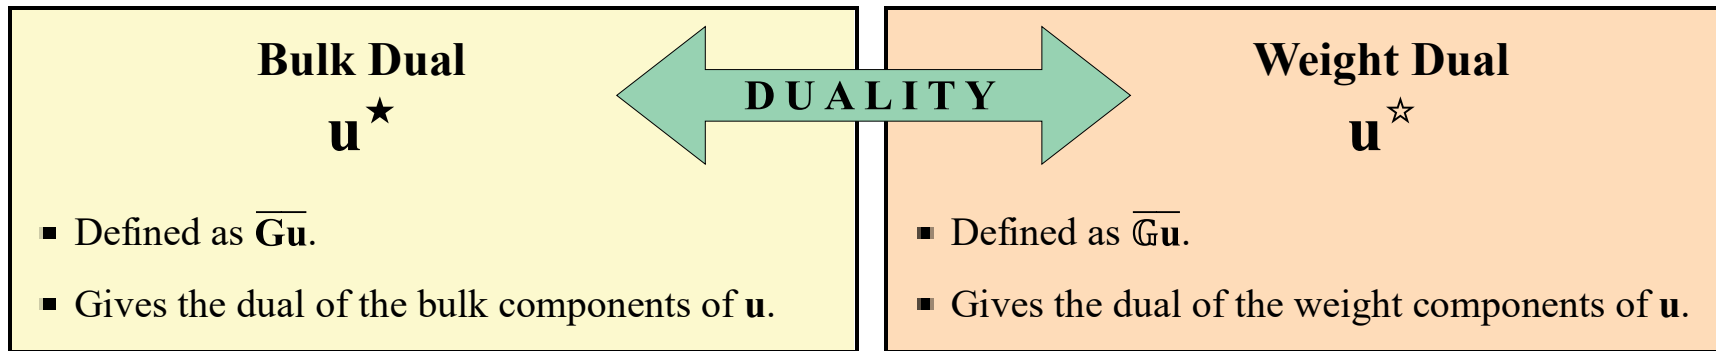 Bulk Dual
u★
▪ Defined as G̅u̅.
▪ Gives the dual of the bulk components of u.
DUALITY
Weight Dual
u☆
▪ Defined as 𝔾̅u̅.
▪ Gives the dual of the weight components of u.